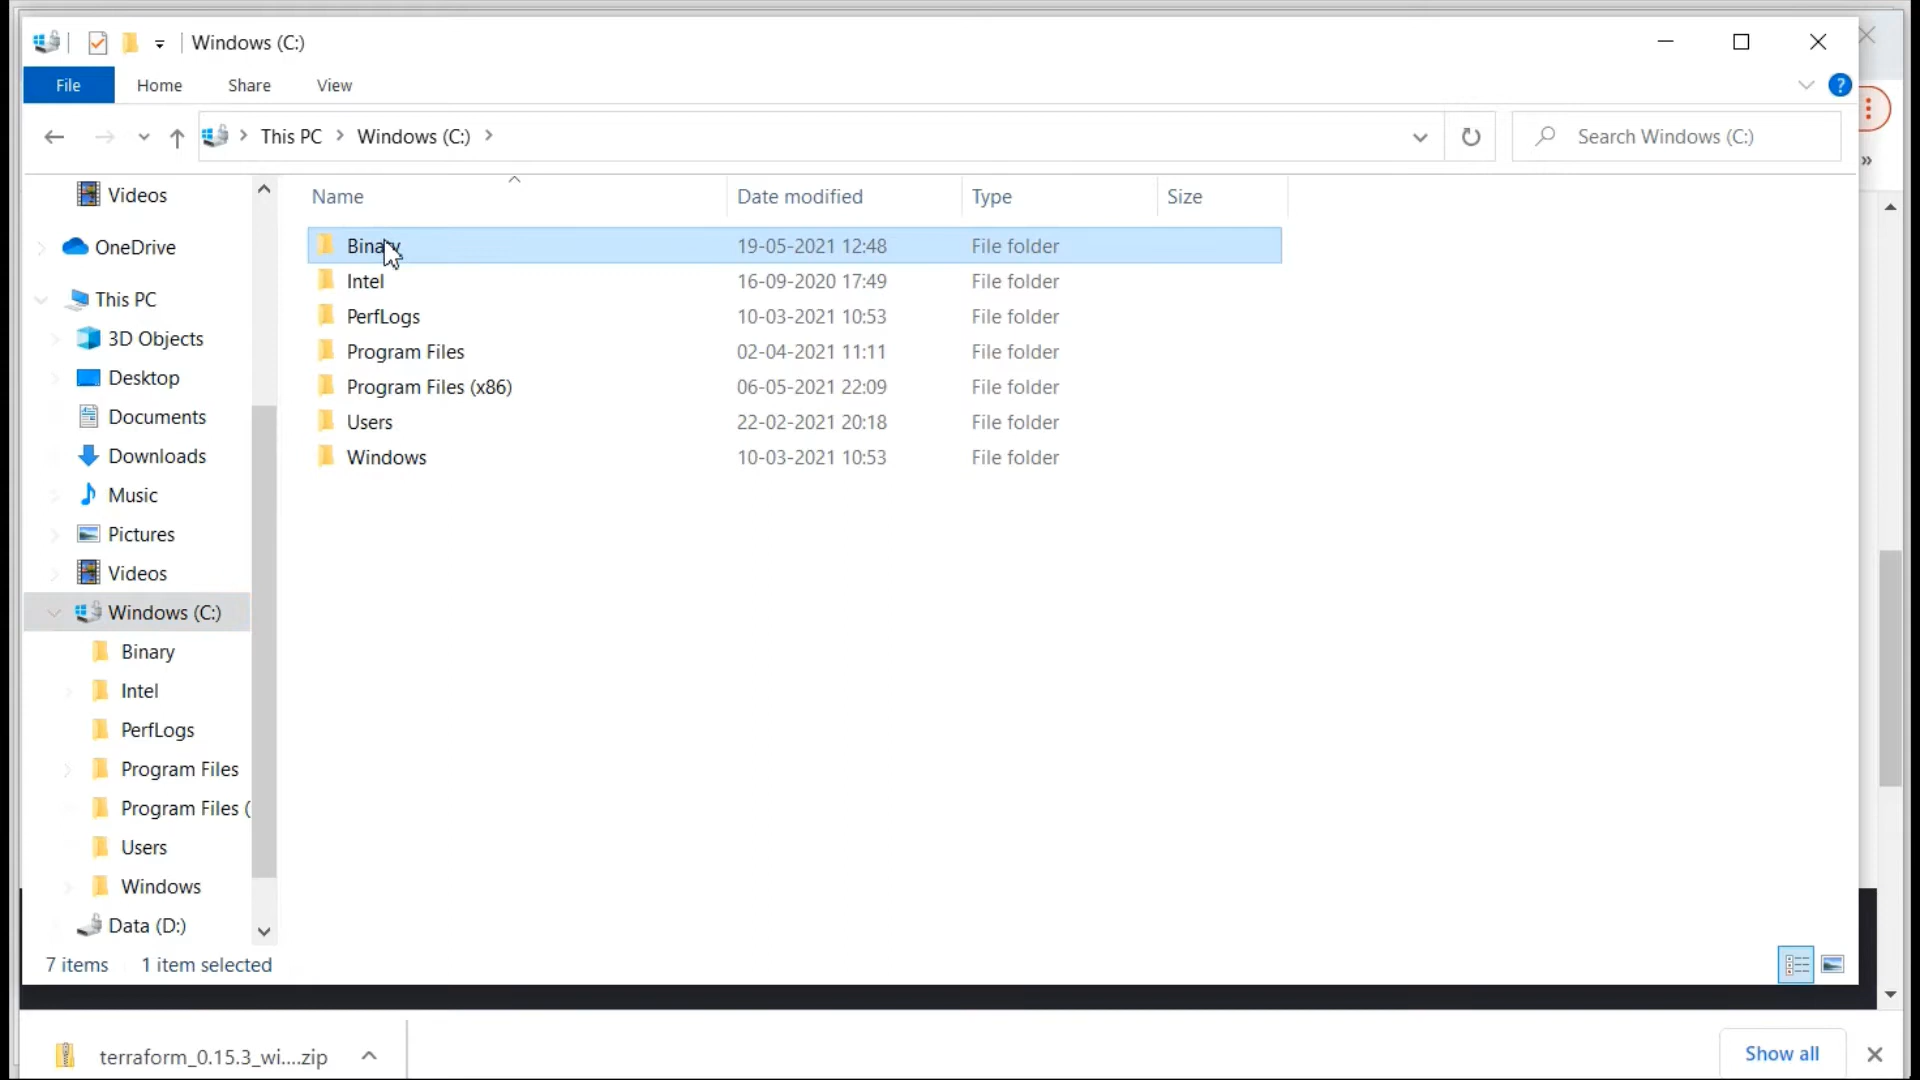 Windows (C:)
File Home Share View
This PC Windows (C:)
Search Windows (C:)
Name Date modified Type Size
Binary 19-05-2021 12:48 File folder
Intel 16-09-2020 17:49 File folder
PerfLogs 10-03-2021 10:53 File folder
Program Files 02-04-2021 11:11 File folder
Program Files (x86) 06-05-2021 22:09 File folder
Users 22-02-2021 20:18 File folder
Windows 10-03-2021 10:53 File folder
Videos
OneDrive
This PC
3D Objects
Desktop
Documents
Downloads
Music
Pictures
Videos
Windows (C:)
Binary
Intel
PerfLogs
Program Files
Program Files (
Users
Windows
Data (D:)
7 items 1 item selected
terraform_0.15.3_wi....zip
Show all